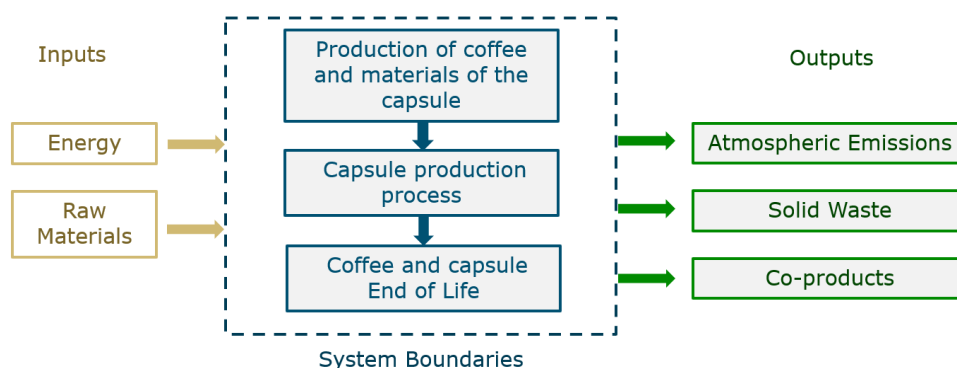 Inputs
Energy
Raw
Materials
Production of coffee
and materials of the
capsule
Capsule production
process
Coffee and capsule
End of Life
System Boundaries
Outputs
Atmospheric Emissions
Solid Waste
Co-products